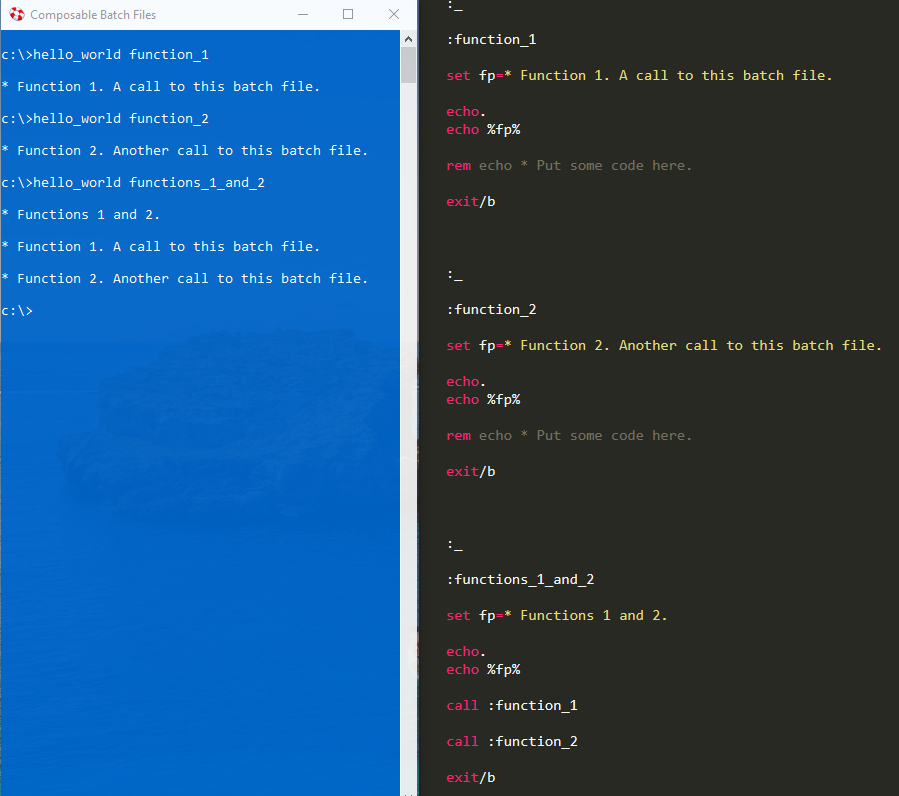 Composable Batch Files
c:\>hello_world function_1
* Function 1. A call to this batch file.
c:\>hello_world function_2
* Function 2. Another call to this batch file.
c:\>hello_world functions_1_and_2
* Functions 1 and 2.
* Function 1. A call to this batch file.
* Function 2. Another call to this batch file.
c:\>
:_
:function_1
set fp=* Function 1. A call to this batch file.
echo.
echo %fp%
rem echo * Put some code here.
exit/b
:_
:function_2
set fp=* Function 2. Another call to this batch file.
echo.
echo %fp%
rem echo * Put some code here.
exit/b
:_
:functions_1_and_2
set fp=* Functions 1 and 2.
echo.
echo %fp%
call :function_1
call :function_2
exit/b